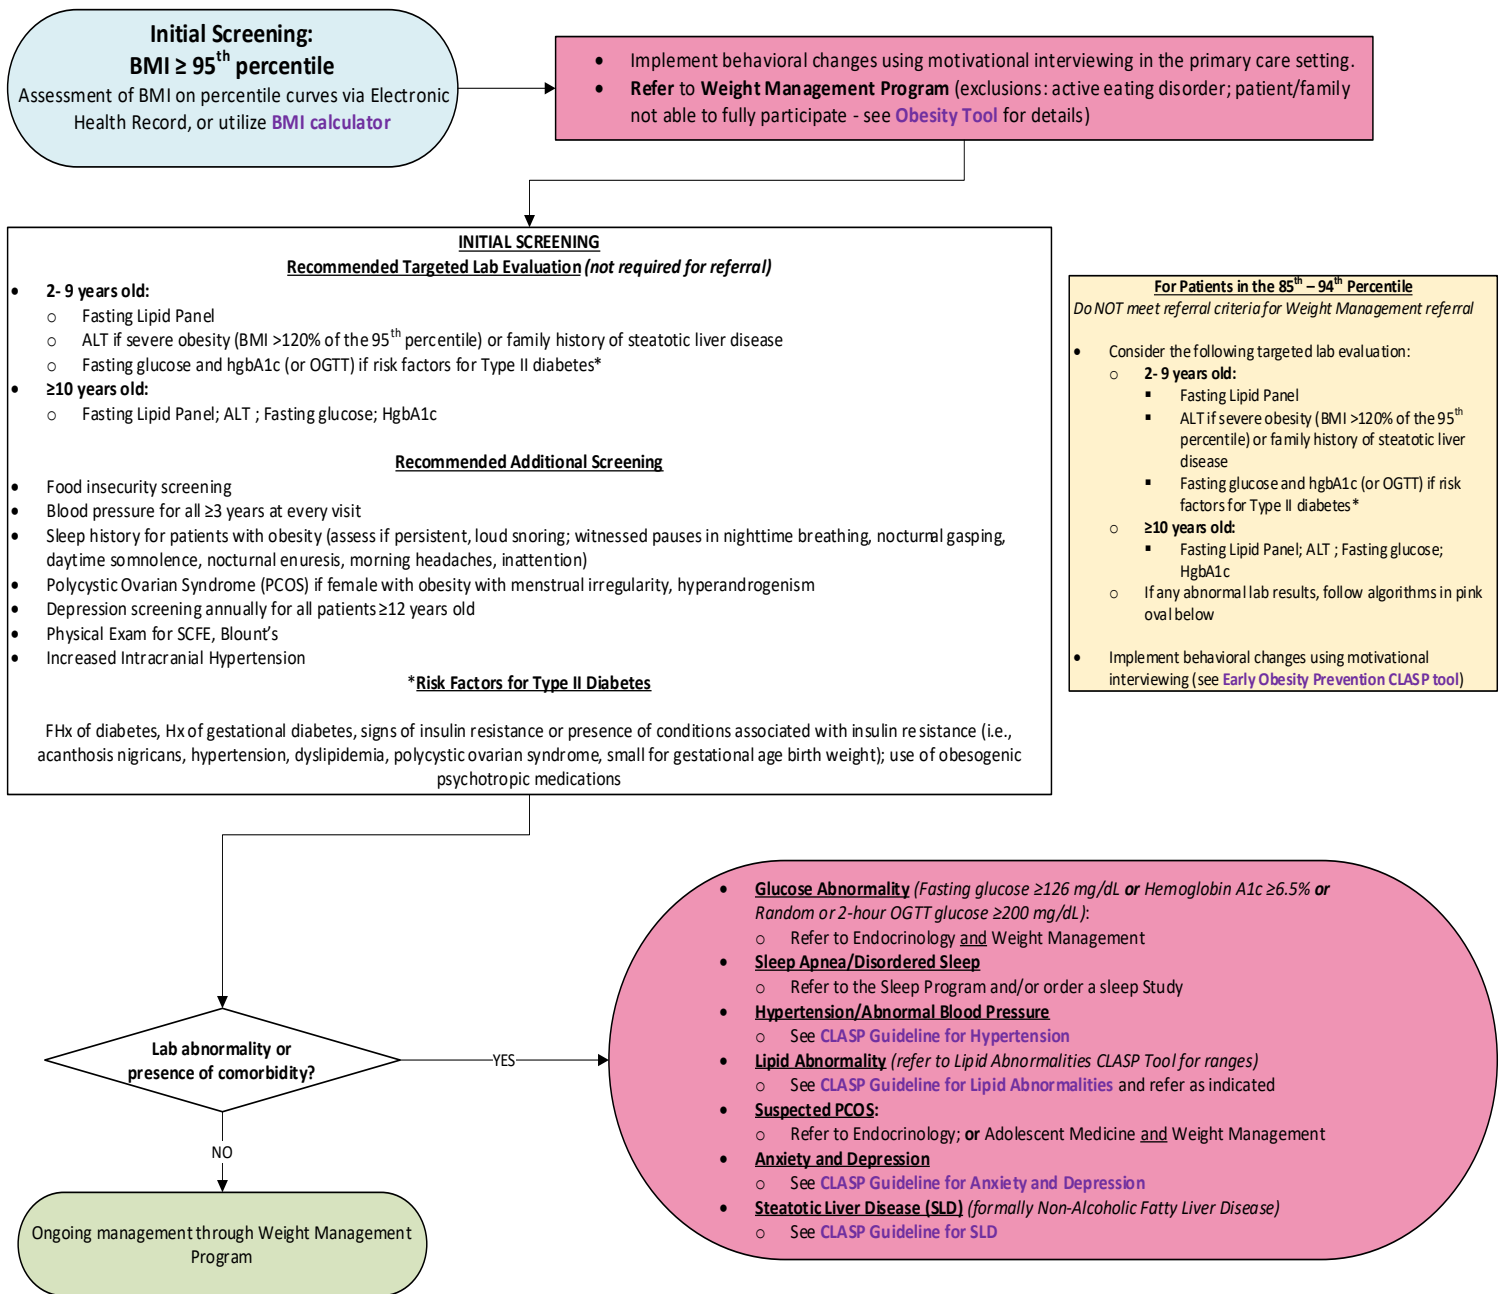 Initial Screening:
BMI ≥ 95th percentile
Assessment of BMI on percentile curves via Electronic
Health Record, or utilize BMI calculator
• Implement behavioral changes using motivational interviewing in the primary care setting.
• Refer to Weight Management Program (exclusions: active eating disorder; patient/family
not able to fully participate - see Obesity Tool for details)
INITIAL SCREENING
Recommended Targeted Lab Evaluation (not required for referral)
• 2- 9 years old:
o Fasting Lipid Panel
o ALT if severe obesity (BMI >120% of the 95th percentile) or family history of steatotic liver disease
o Fasting glucose and hgbA1c (or OGTT) if risk factors for Type II diabetes*
• ≥10 years old:
o Fasting Lipid Panel; ALT ; Fasting glucose; HgbA1c
Recommended Additional Screening
• Food insecurity screening
• Blood pressure for all ≥3 years at every visit
• Sleep history for patients with obesity (assess if persistent, loud snoring; witnessed pauses in nighttime breathing, nocturnal gasping,
daytime somnolence, nocturnal enuresis, morning headaches, inattention)
• Polycystic Ovarian Syndrome (PCOS) if female with obesity with menstrual irregularity, hyperandrogenism
• Depression screening annually for all patients ≥12 years old
• Physical Exam for SCFE, Blount's
• Increased Intracranial Hypertension
*Risk Factors for Type II Diabetes
FHx of diabetes, Hx of gestational diabetes, signs of insulin resistance or presence of conditions associated with insulin resistance (i.e.,
acanthosis nigricans, hypertension, dyslipidemia, polycystic ovarian syndrome, small for gestational age birth weight); use of obesogenic
psychotropic medications
For Patients in the 85th – 94th Percentile
Do NOT meet referral criteria for Weight Management referral
• Consider the following targeted lab evaluation:
o 2- 9 years old:
▪ Fasting Lipid Panel
▪ ALT if severe obesity (BMI >120% of the 95th
percentile) or family history of steatotic liver
disease
▪ Fasting glucose and hgbA1c (or OGTT) if risk
factors for Type II diabetes*
o ≥10 years old:
▪ Fasting Lipid Panel; ALT ; Fasting glucose;
HgbA1c
o If any abnormal lab results, follow algorithms in pink
oval below
• Implement behavioral changes using motivational
interviewing (see Early Obesity Prevention CLASP tool)
Lab abnormality or
presence of comorbidity?
YES
NO
Ongoing management through Weight Management
Program
• Glucose Abnormality (Fasting glucose ≥126 mg/dL or Hemoglobin A1c ≥6.5% or
Random or 2-hour OGTT glucose ≥200 mg/dL):
o Refer to Endocrinology and Weight Management
• Sleep Apnea/Disordered Sleep
o Refer to the Sleep Program and/or order a sleep Study
• Hypertension/Abnormal Blood Pressure
o See CLASP Guideline for Hypertension
• Lipid Abnormality (refer to Lipid Abnormalities CLASP Tool for ranges)
o See CLASP Guideline for Lipid Abnormalities and refer as indicated
• Suspected PCOS:
o Refer to Endocrinology; or Adolescent Medicine and Weight Management
• Anxiety and Depression
o See CLASP Guideline for Anxiety and Depression
• Steatotic Liver Disease (SLD) (formally Non-Alcoholic Fatty Liver Disease)
o See CLASP Guideline for SLD